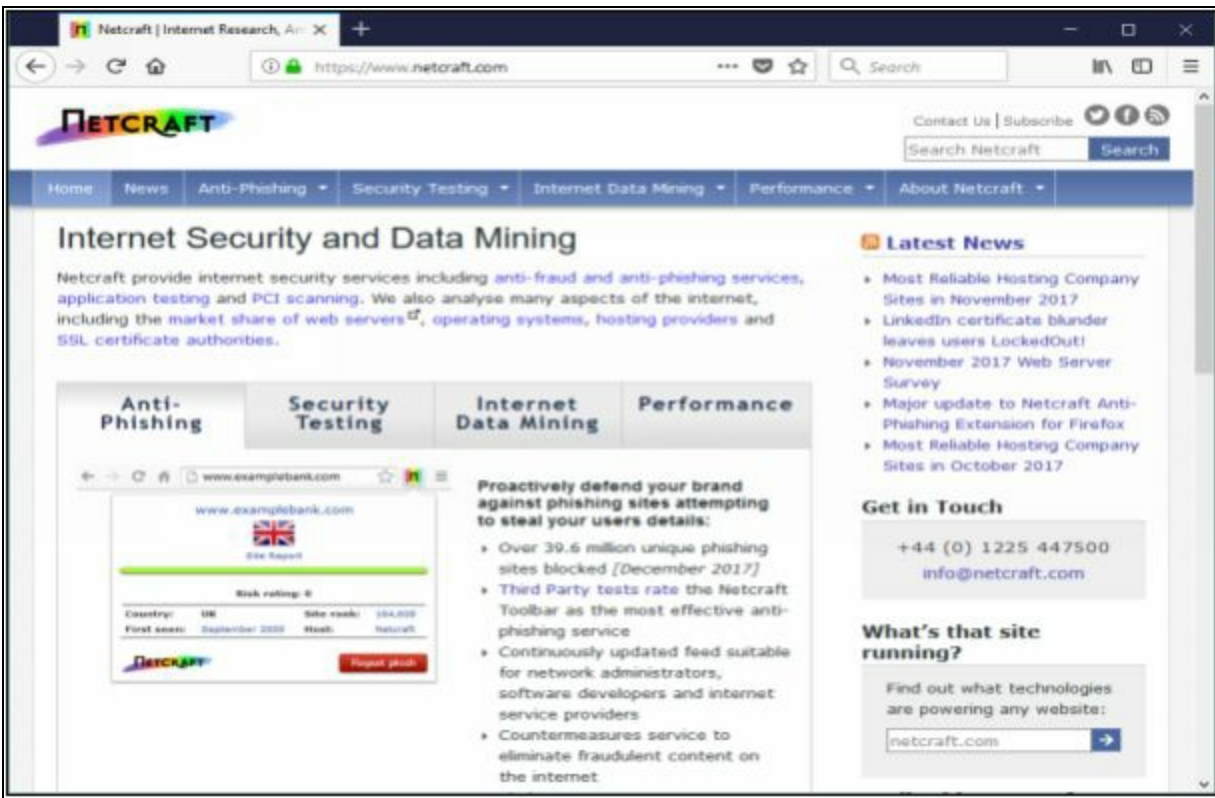 Netcraft | Internet Research, An
https://www.netcraft.com
Search
NETCRAFT
Contact Us | Subscribe
Search Netcraft
Search
Home
News
Anti-Phishing
Security Testing
Internet Data Mining
Performance
About Netcraft
Internet Security and Data Mining
Netcraft provide internet security services including anti-fraud and anti-phishing services,
application testing and PCI scanning. We also analyse many aspects of the internet,
including the market share of web servers, operating systems, hosting providers and
SSL certificate authorities.
Anti-
Phishing
Security
Testing
Internet
Data Mining
Performance
www.examplebank.com
www.examplebank.com
Site Report
Risk rating: 0
Country: UK Site rank:
First seen: September Host: Netcraft
NETCRAFT
Report phish
Proactively defend your brand
against phishing sites attempting
to steal your users details:
Over 39.6 million unique phishing
sites blocked [December 2017]
Third Party tests rate the Netcraft
Toolbar as the most effective anti-
phishing service
Continuously updated feed suitable
for network administrators,
software developers and internet
service providers
Countermeasures service to
eliminate fraudulent content on
the internet
Latest News
Most Reliable Hosting Company
Sites in November 2017
LinkedIn certificate blunder
leaves users LockedOut!
November 2017 Web Server
Survey
Major update to Netcraft Anti-
Phishing Extension for Firefox
Most Reliable Hosting Company
Sites in October 2017
Get in Touch
+44 (0) 1225 447500
info@netcraft.com
What's that site
running?
Find out what technologies
are powering any website:
netcraft.com